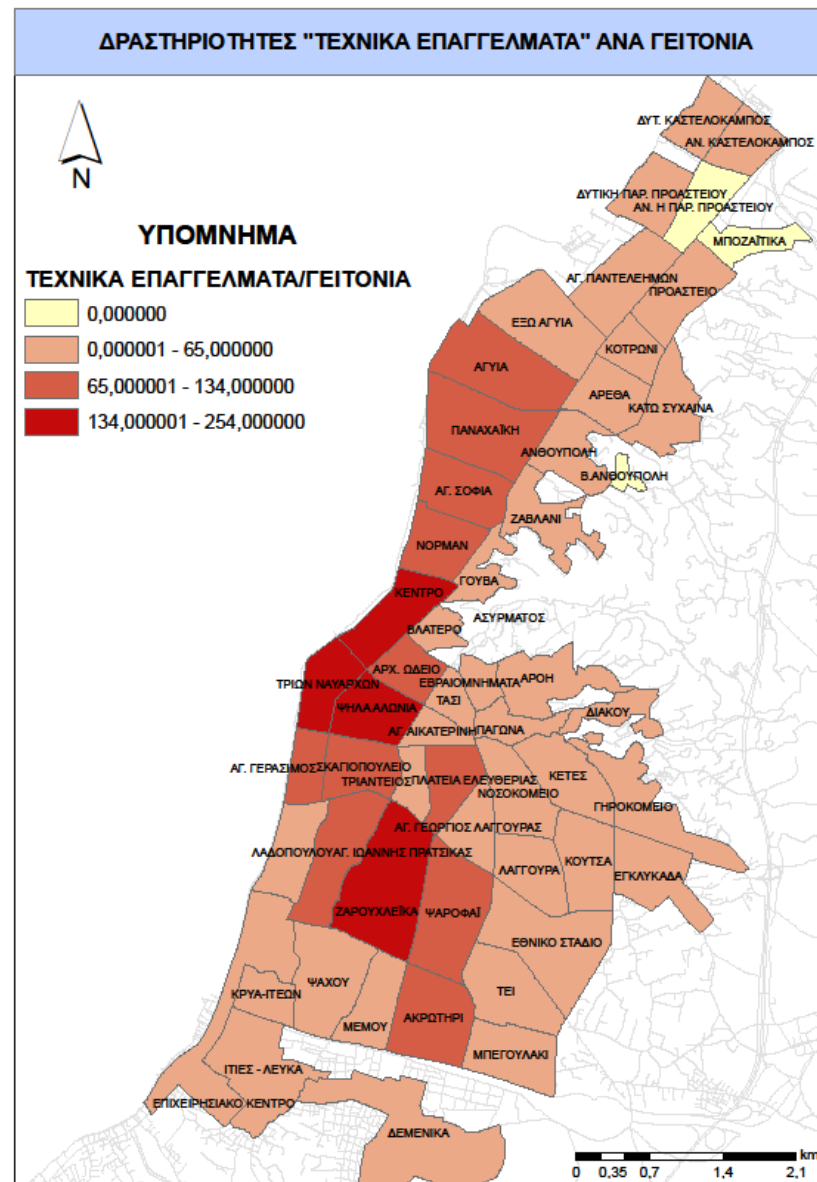 ΔΡΑΣΤΗΡΙΟΤΗΤΕΣ "ΤΕΧΝΙΚΑ ΕΠΑΓΓΕΛΜΑΤΑ" ΑΝΑ ΓΕΙΤΟΝΙΑ
N
ΥΠΟΜΝΗΜΑ
ΤΕΧΝΙΚΑ ΕΠΑΓΓΕΛΜΑΤΑ/ΓΕΙΤΟΝΙΑ
0,000000
0,000001 - 65,000000
65,000001 - 134,000000
134,000001 - 254,000000
ΔΥΤ. ΚΑΣΤΕΛΟΚΑΜΠΟΣ
ΑΝ. ΚΑΣΤΕΛΟΚΑΜΠΟΣ
ΔΥΤΙΚΗ ΠΑΡ. ΠΡΟΑΣΤΕΙΟΥ
ΑΝ. Η ΠΑΡ. ΠΡΟΑΣΤΕΙΟΥ
ΜΠΟΖΑΪΤΙΚΑ
ΑΓ. ΠΑΝΤΕΛΕΗΜΩΝ
ΠΡΟΑΣΤΕΙΟ
ΕΞΩ ΑΓΥΙΑ
ΚΟΤΡΩΝΙ
ΑΓΥΙΑ
ΑΡΕΘΑ
ΚΑΤΩ ΣΥΧΑΙΝΑ
ΠΑΝΑΧΑΪΚΗ
ΑΝΘΟΥΠΟΛΗ
Β.ΑΝΘΟΥΠΟΛΗ
ΑΓ. ΣΟΦΙΑ
ΖΑΒΛΑΝΙ
ΝΟΡΜΑΝ
ΓΟΥΒΑ
ΚΕΝΤΡΟ
ΑΣΥΡΜΑΤΟΣ
ΒΛΑΤΕΡΟ
ΑΡΧ. ΩΔΕΙΟ
ΕΒΡΑΙΟΜΝΗΜΑΤΑ
ΑΡΟΗ
ΤΡΙΩΝ ΝΑΥΑΡΧΩΝ
ΤΑΣΙ
ΨΗΛΑ ΑΛΩΝΙΑ
ΔΙΑΚΟΥ
ΑΓ. ΑΙΚΑΤΕΡΙΝΗ
ΠΑΓΩΝΑ
ΑΓ. ΓΕΡΑΣΙΜΟΣ
ΣΚΑΓΙΟΠΟΥΛΕΙΟ
ΤΡΙΑΝΤΕΙΟΣ
ΠΛΑΤΕΙΑ ΕΛΕΥΘΕΡΙΑΣ
ΚΕΤΕΣ
ΝΟΣΟΚΟΜΕΙΟ
ΓΗΡΟΚΟΜΕΙΟ
ΑΓ. ΓΕΩΡΓΙΟΣ ΛΑΓΓΟΥΡΑΣ
ΛΑΔΟΠΟΥΛΟΥ
ΑΓ. ΙΩΑΝΝΗΣ ΠΡΑΤΣΙΚΑΣ
ΛΑΓΓΟΥΡΑ
ΚΟΥΤΣΑ
ΕΓΛΥΚΑΔΑ
ΖΑΡΟΥΧΛΕΪΚΑ
ΨΑΡΟΦΑΪ
ΕΘΝΙΚΟ ΣΤΑΔΙΟ
ΨΑΧΟΥ
ΤΕΙ
ΚΡΥΑ-ΙΤΕΩΝ
ΑΚΡΩΤΗΡΙ
ΜΕΜΟΥ
ΜΠΕΓΟΥΛΑΚΙ
ΙΤΙΕΣ - ΛΕΥΚΑ
ΕΠΙΧΕΙΡΗΣΙΑΚΟ ΚΕΝΤΡΟ
ΔΕΜΕΝΙΚΑ
km
0 0,35 0,7 1,4 2,1